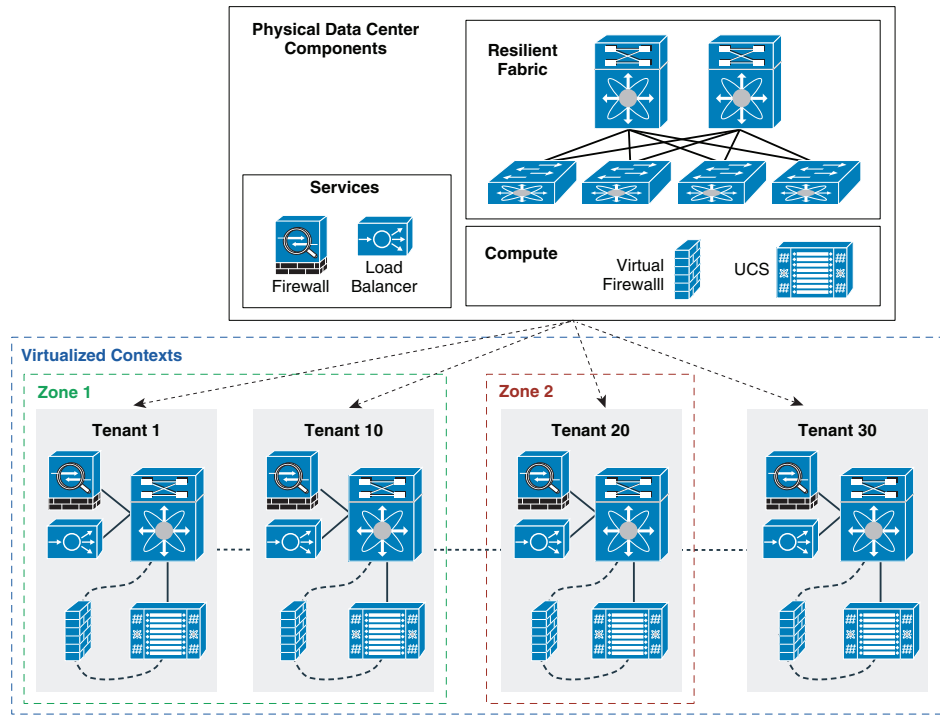 Physical Data Center
Components
Resilient
Fabric
Services
Firewall
Load
Balancer
Compute
Virtual
Firewalll
UCS
Virtualized Contexts
Zone 1
Zone 2
Tenant 1
Tenant 10
Tenant 20
Tenant 30